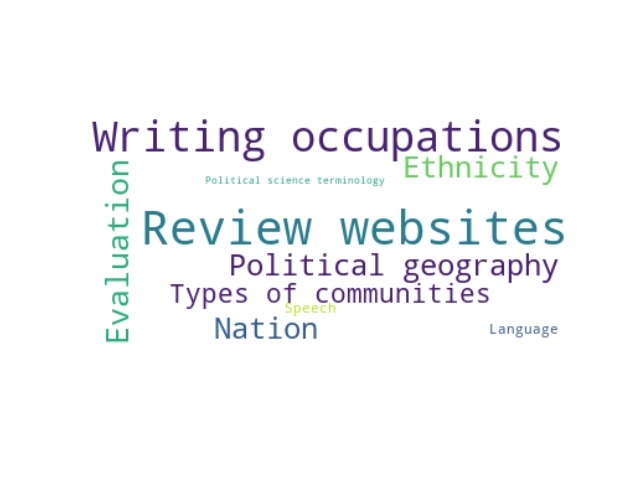 Writing occupations
Ethnicity
Political science terminology
Evaluation
Review websites
Political geography
Types of communities
Speech
Nation
Language